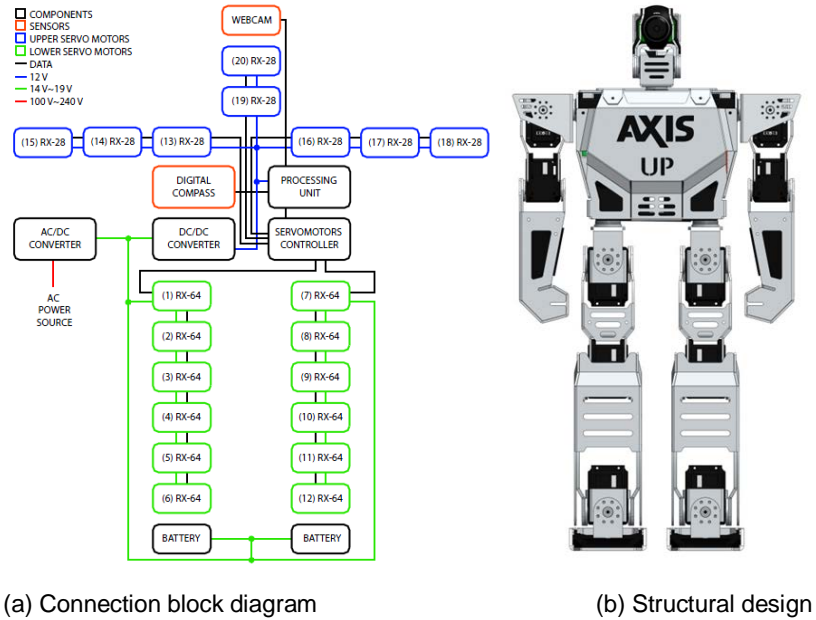 COMPONENTS
SENSORS
UPPER SERVO MOTORS
LOWER SERVO MOTORS
DATA
12 V
14 V~19 V
100 V~240 V
WEBCAM
(20) RX-28
(19) RX-28
(15) RX-28
(14) RX-28
(13) RX-28
(16) RX-28
(17) RX-28
(18) RX-28
DIGITAL
COMPASS
PROCESSING
UNIT
AC/DC
CONVERTER
DC/DC
CONVERTER
SERVOMOTORS
CONTROLLER
AC
POWER
SOURCE
(1) RX-64
(7) RX-64
(2) RX-64
(8) RX-64
(3) RX-64
(9) RX-64
(4) RX-64
(10) RX-64
(5) RX-64
(11) RX-64
(6) RX-64
(12) RX-64
BATTERY
BATTERY
AXIS
UP
(a) Connection block diagram
(b) Structural design